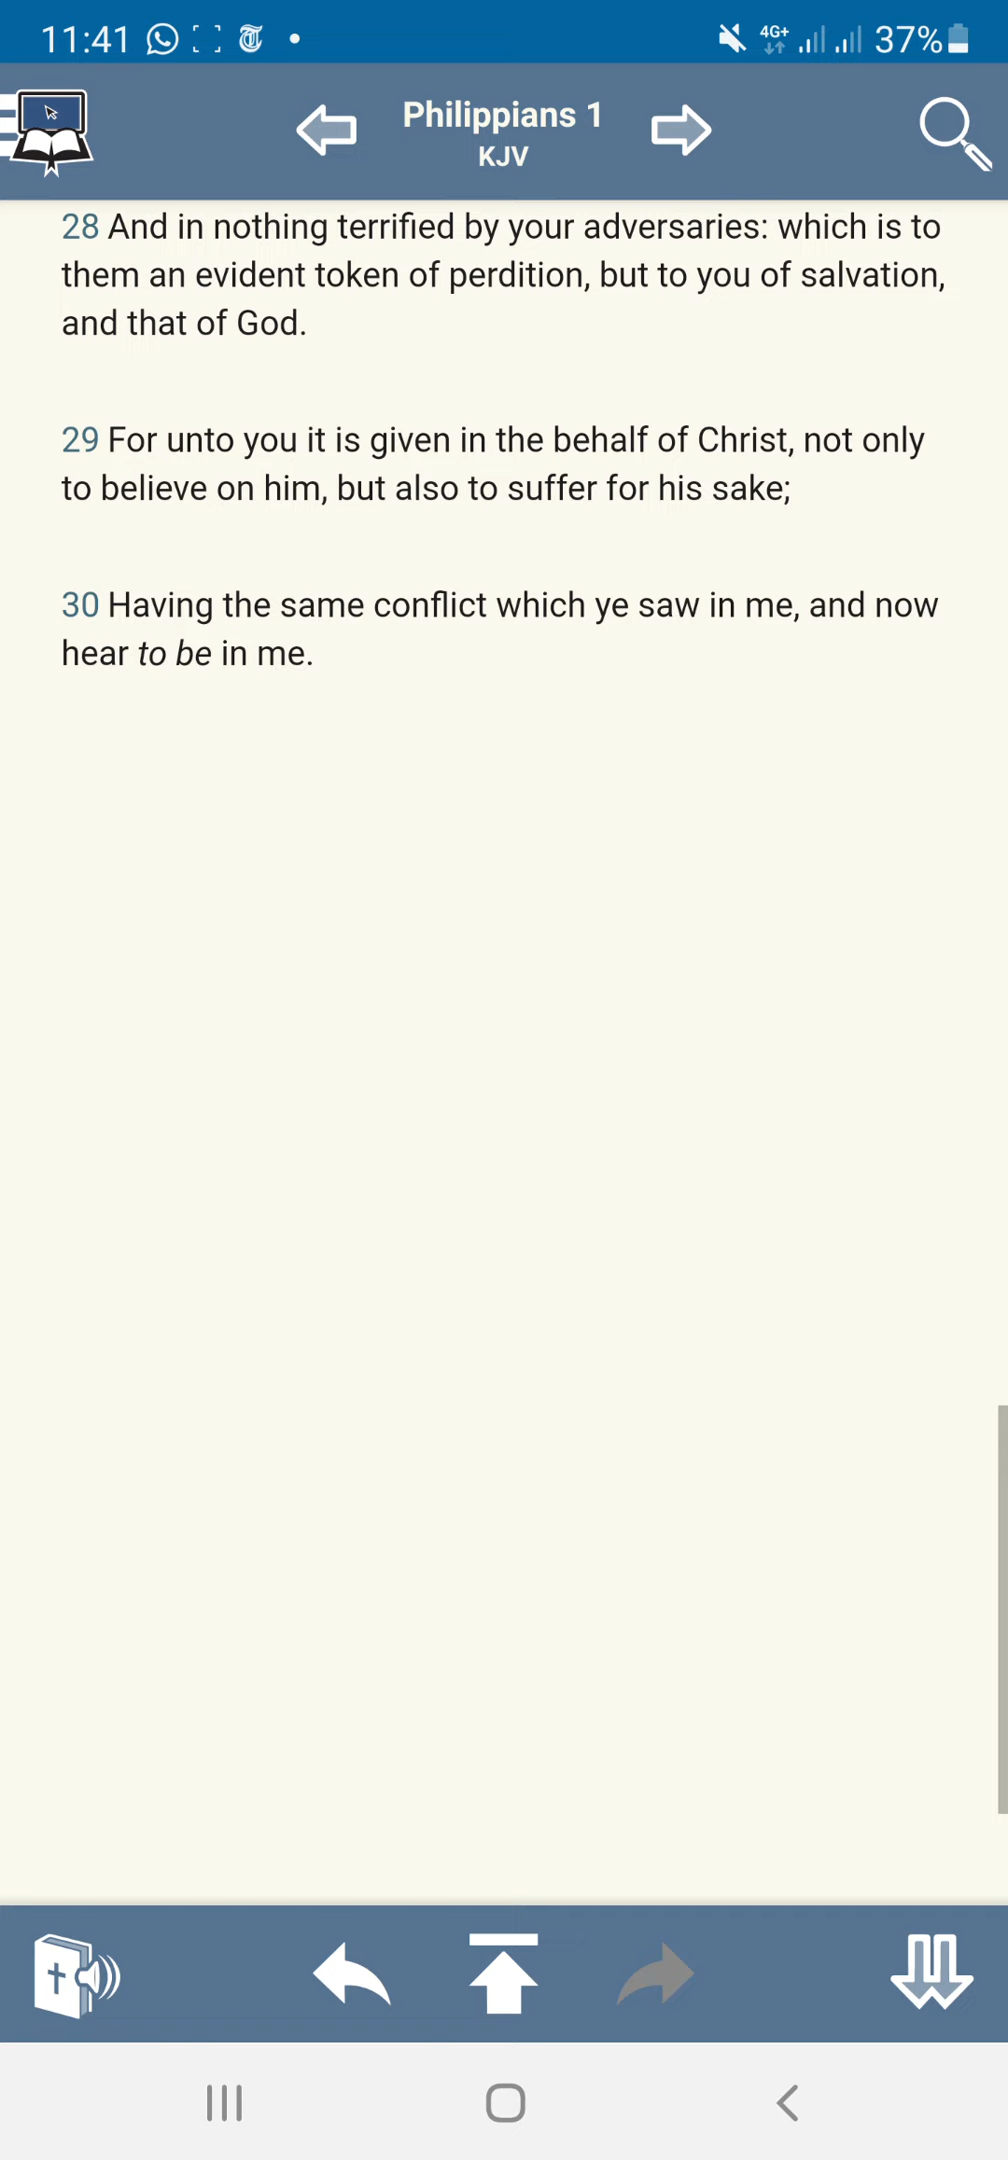 11:41 4G+ 37%
Philippians 1
KJV
28 And in nothing terrified by your adversaries: which is to
them an evident token of perdition, but to you of salvation,
and that of God.
29 For unto you it is given in the behalf of Christ, not only
to believe on him, but also to suffer for his sake;
30 Having the same conflict which ye saw in me, and now
hear to be in me.